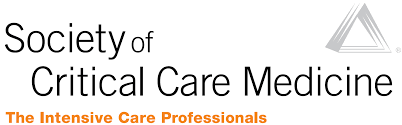 Society of
Critical Care Medicine
®
The Intensive Care Professionals